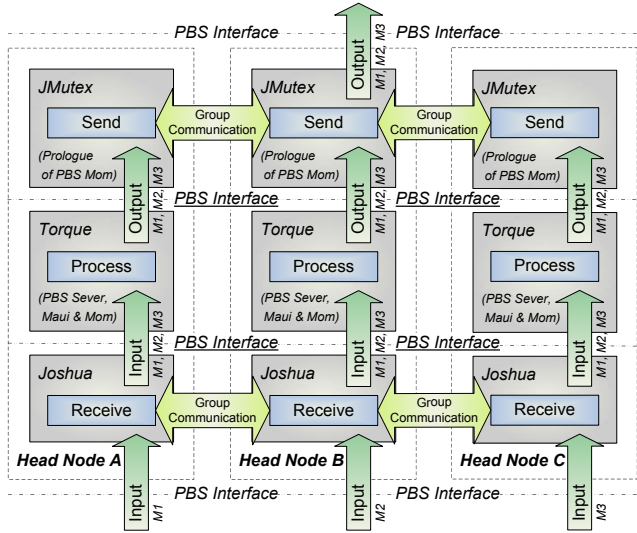 PBS Interface PBS Interface
Output
M1, M2, M3
JMutex JMutex JMutex
Send Group Communication Send Group Communication Send
(Prologue of PBS Mom) (Prologue of PBS Mom) (Prologue of PBS Mom)
Output M1, M2, M3 Output M1, M2, M3 Output M1, M2, M3
PBS Interface PBS Interface
Torque Torque Torque
Process Process Process
(PBS Sever, Maui & Mom) (PBS Sever, Maui & Mom) (PBS Sever, Maui & Mom)
Input M1, M2, M3 Input M1, M2, M3 Input M1, M2, M3
PBS Interface PBS Interface
Joshua Joshua Joshua
Receive Group Communication Receive Group Communication Receive
Head Node A Head Node B Head Node C
Input M1 Input M2 Input M3
PBS Interface PBS Interface